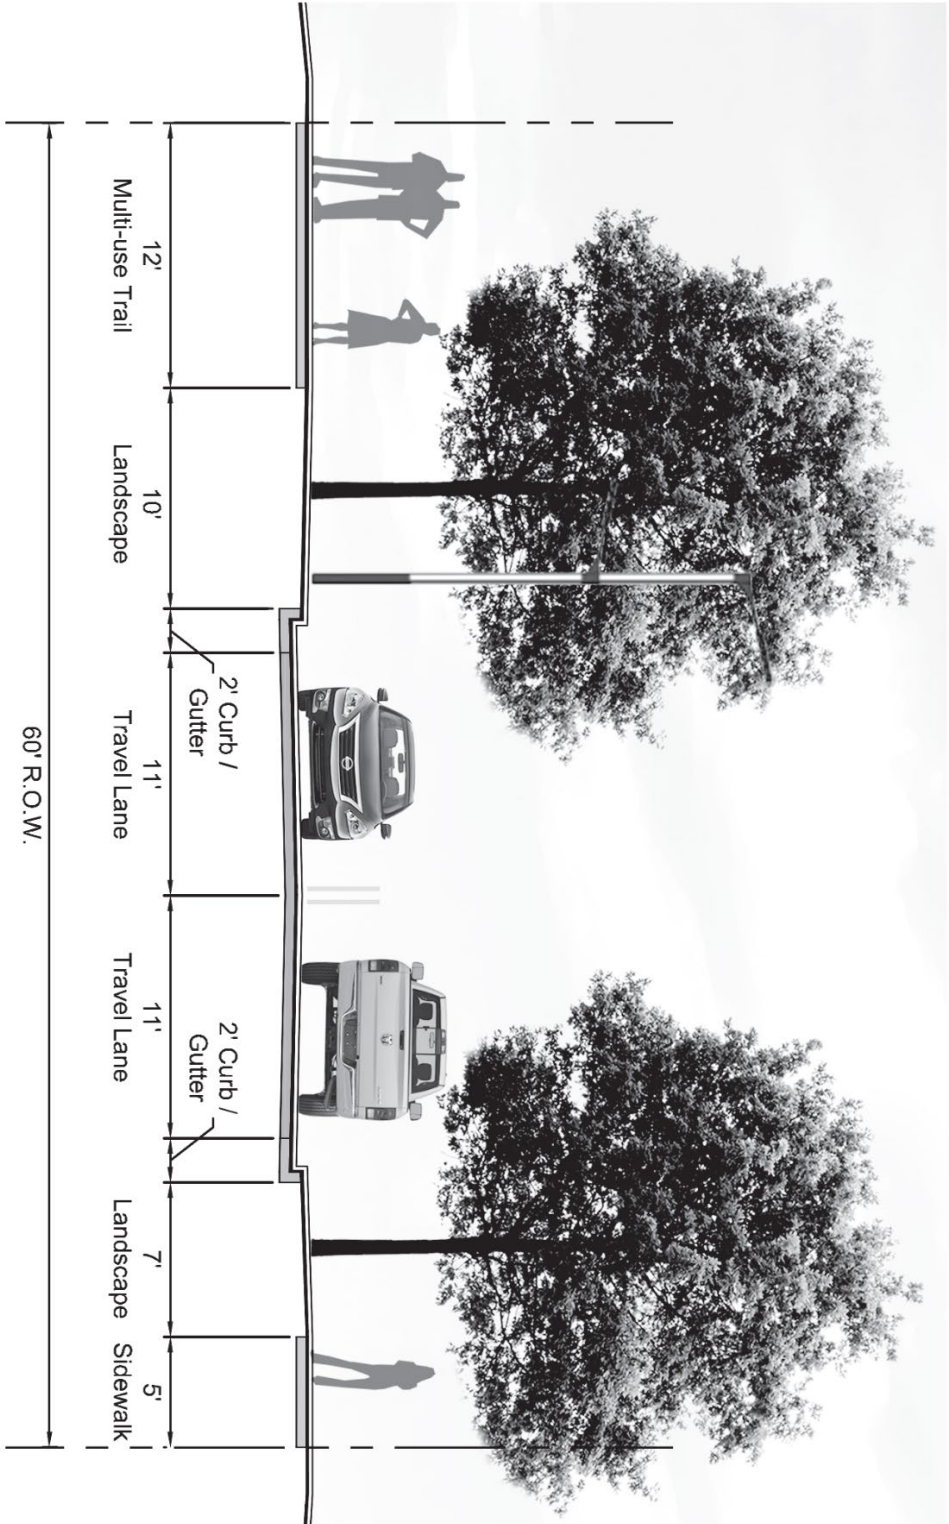 12'
Multi-use Trail
10'
Landscape
2' Curb /
Gutter
11'
Travel Lane
11'
Travel Lane
2' Curb /
Gutter
7'
Landscape
5'
Sidewalk
60' R.O.W.